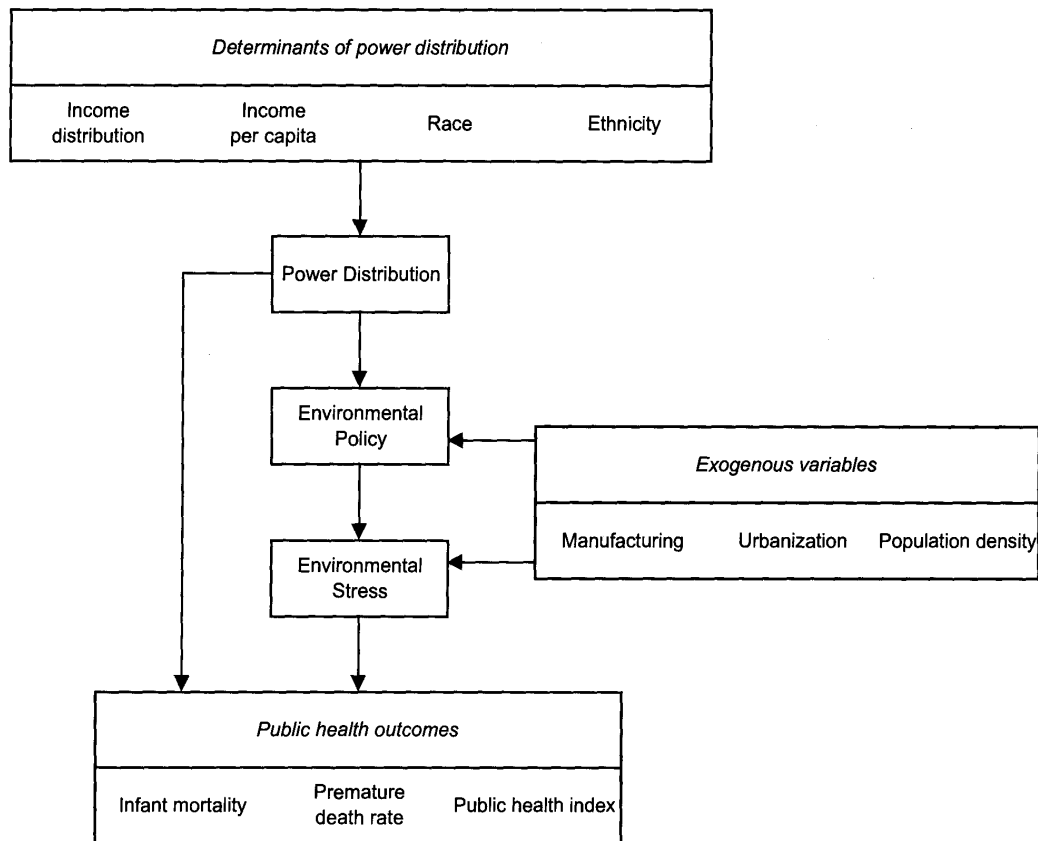 Determinants of power distribution
Income
distribution
Income
per capita
Race
Ethnicity
Power Distribution
Environmental
Policy
Exogenous variables
Manufacturing
Urbanization
Population density
Environmental
Stress
Public health outcomes
Infant mortality
Premature
death rate
Public health index